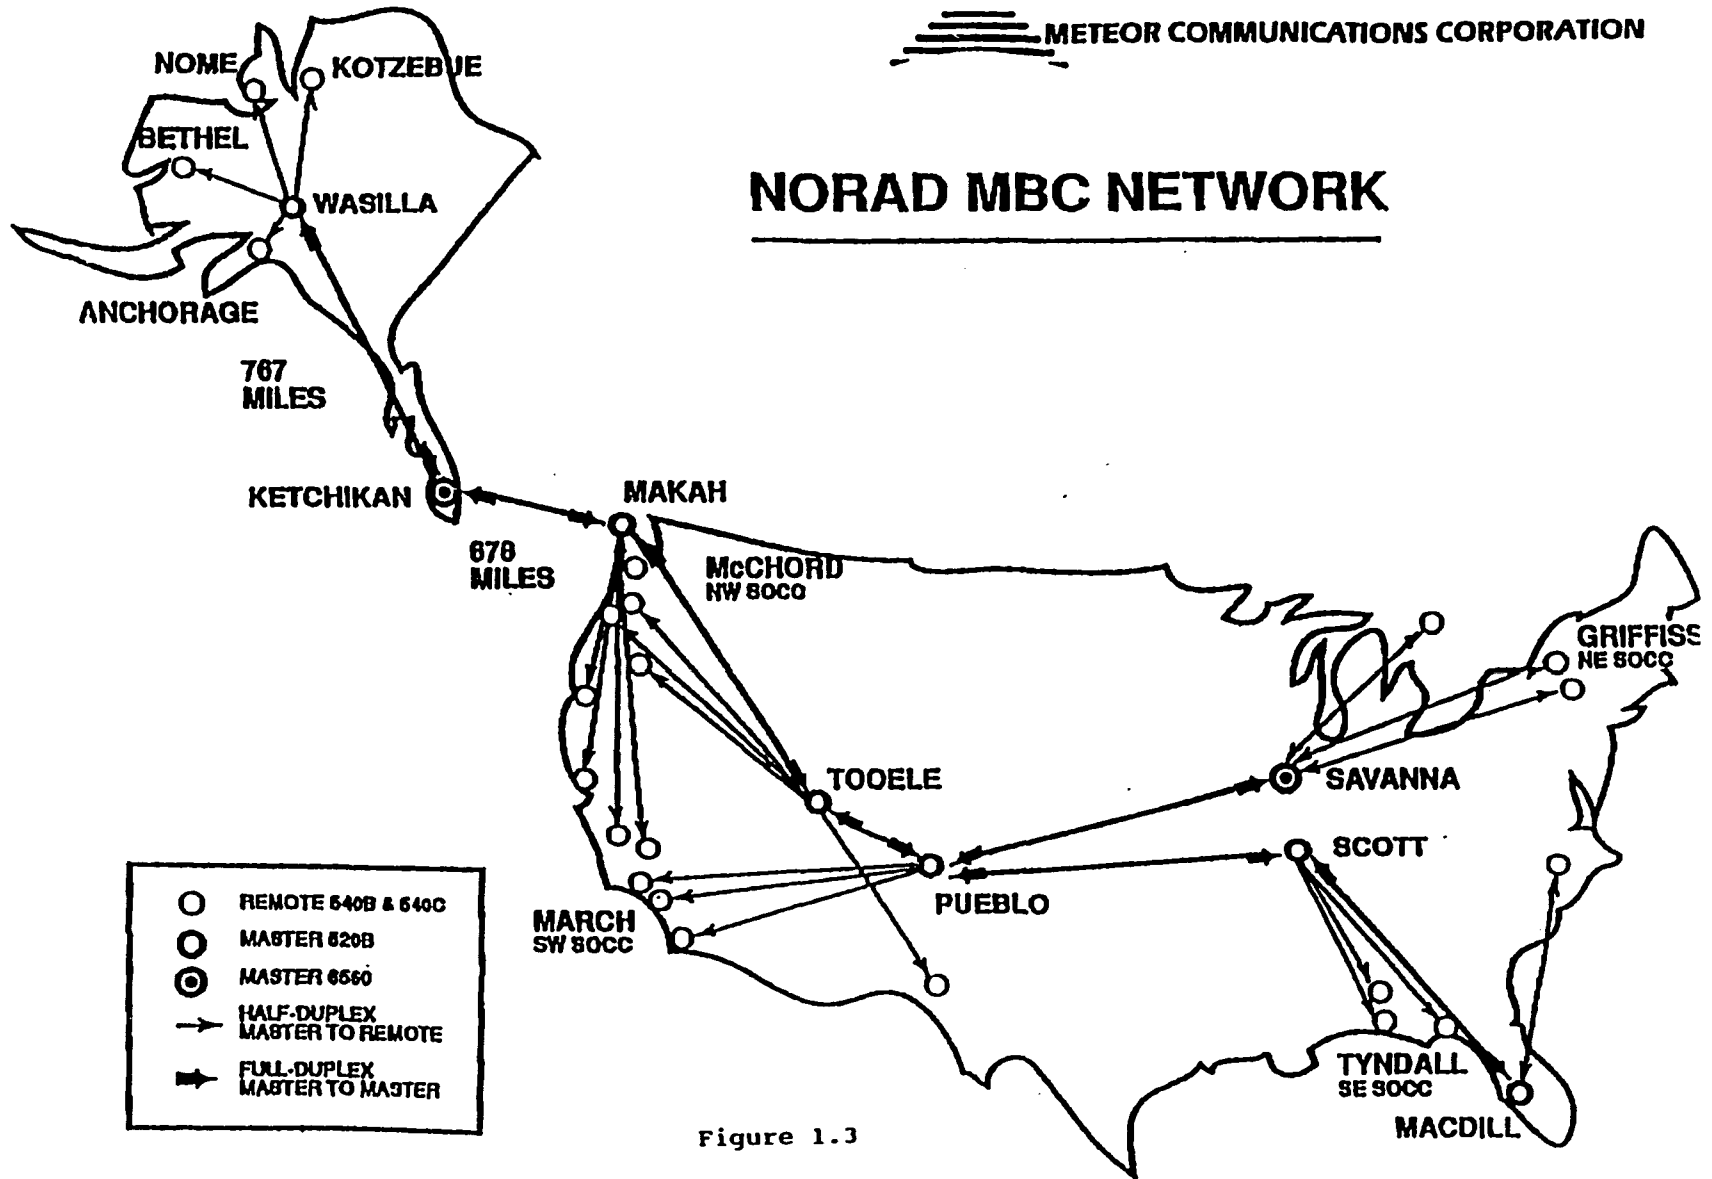 METEOR COMMUNICATIONS CORPORATION
NORAD MBC NETWORK
NOME
KOTZEBUE
BETHEL
WASILLA
ANCHORAGE
767
MILES
KETCHIKAN
MAKAH
678
MILES
McCHORD
NW SOCC
GRIFFISS
NE SOCC
TOOELE
SAVANNA
SCOTT
PUEBLO
MARCH
SW SOCC
TYNDALL
SE SOCC
MACDILL
REMOTE 540B & 540C
MASTER 520B
MASTER 6560
HALF-DUPLEX
MASTER TO REMOTE
FULL-DUPLEX
MASTER TO MASTER
Figure 1.3